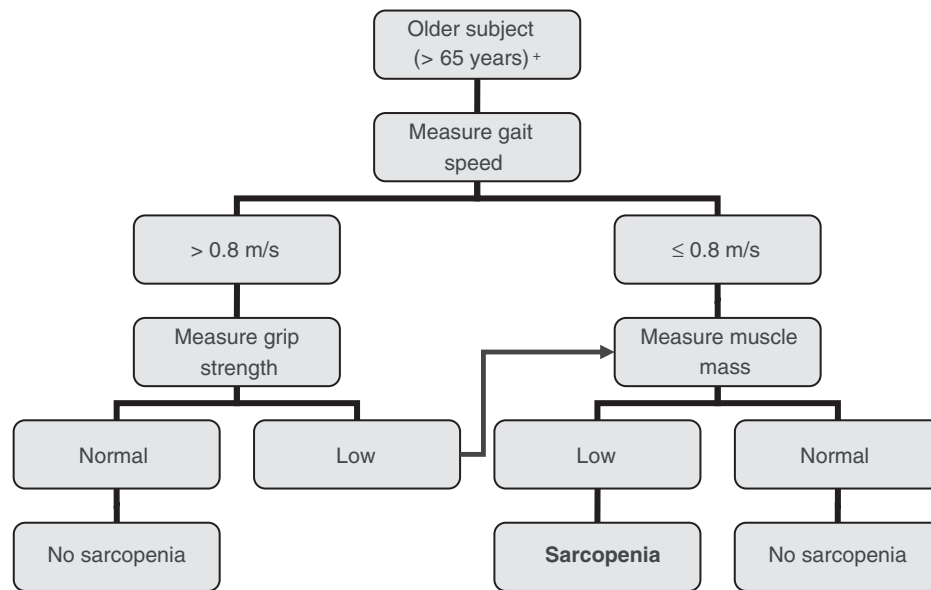 Older subject
(> 65 years) +
Measure gait
speed
> 0.8 m/s
≤ 0.8 m/s
Measure grip
strength
Measure muscle
mass
Normal
Low
Low
Normal
No sarcopenia
Sarcopenia
No sarcopenia